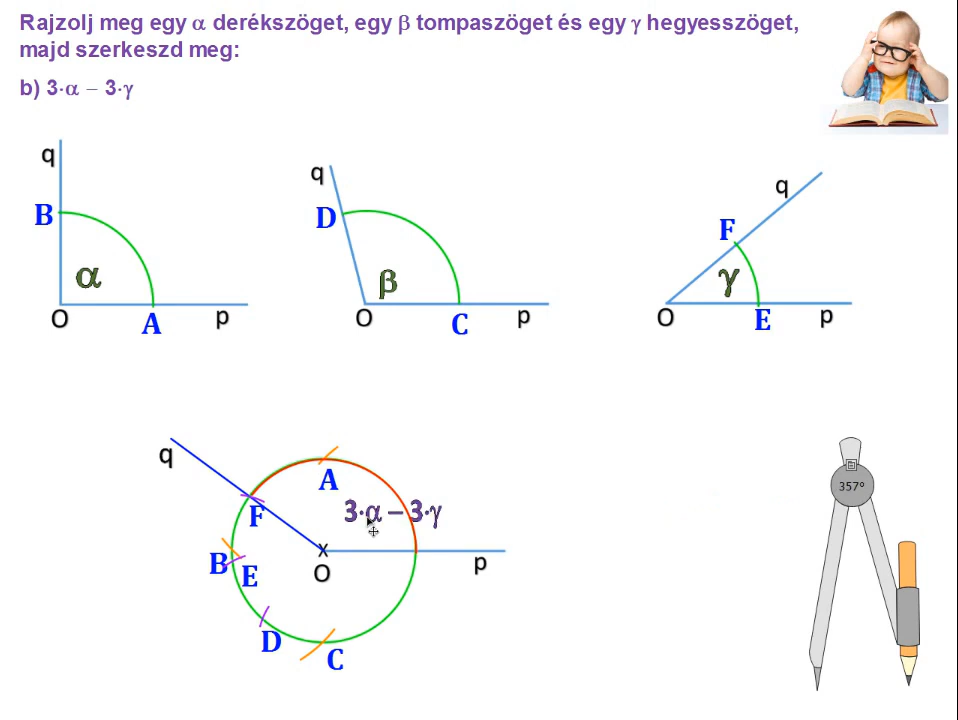 Rajzolj meg egy α derékszöget, egy β tompaszöget és egy γ hegyesszöget,
majd szerkeszd meg:
b) 3·α − 3·γ
q
B
α
O
A
p
q
D
β
O
C
p
q
F
γ
O
E
p
q
A
3·α − 3·γ
F
B
E
O
p
D
C
357°